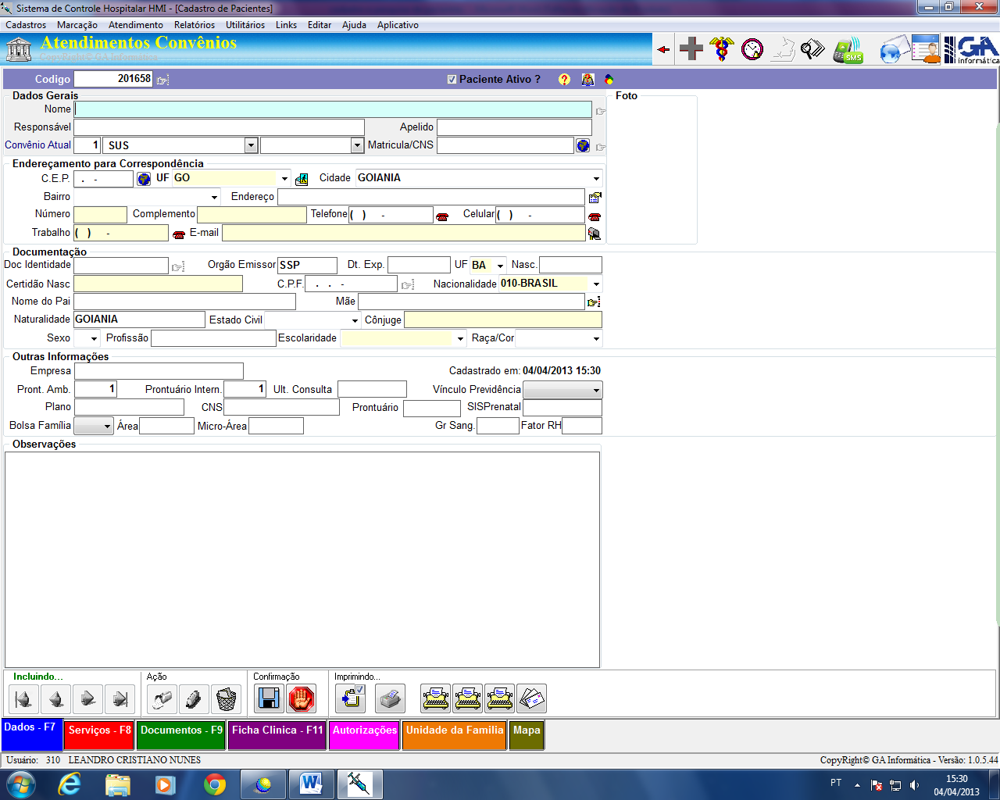 Sistema de Controle Hospitalar HMI - [Cadastro de Pacientes]
Cadastros Marcação Atendimento Relatórios Utilitários Links Editar Ajuda Aplicativo
Atendimentos Convênios
CopyRight© GA Informática
SMS
GA informática
Codigo 201658 Paciente Ativo ?
Dados Gerais Foto
Nome
Responsável Apelido
Convênio Atual 1 SUS Matricula/CNS
Endereçamento para Correspondência
C.E.P. . - UF GO Cidade GOIANIA
Bairro Endereço
Número Complemento Telefone ( ) - Celular ( ) -
Trabalho ( ) - E-mail
Documentação
Doc Identidade Orgão Emissor SSP Dt. Exp. UF BA Nasc.
Certidão Nasc C.P.F. . . - Nacionalidade 010-BRASIL
Nome do Pai Mãe
Naturalidade GOIANIA Estado Civil Cônjuge
Sexo Profissão Escolaridade Raça/Cor
Outras Informações
Empresa Cadastrado em: 04/04/2013 15:30
Pront. Amb. 1 Prontuário Intern. 1 Ult. Consulta Vínculo Previdência
Plano CNS Prontuário SISPrenatal
Bolsa Família Área Micro-Área Gr Sang. Fator RH
Observações
Incluindo... Ação Confirmação Imprimindo...
Dados - F7 Serviços - F8 Documentos - F9 Ficha Clinica - F11 Autorizações Unidade da Familia Mapa
Usuário: 310 LEANDRO CRISTIANO NUNES CopyRight© GA Informática - Versão: 1.0.5.44
PT 15:30
04/04/2013